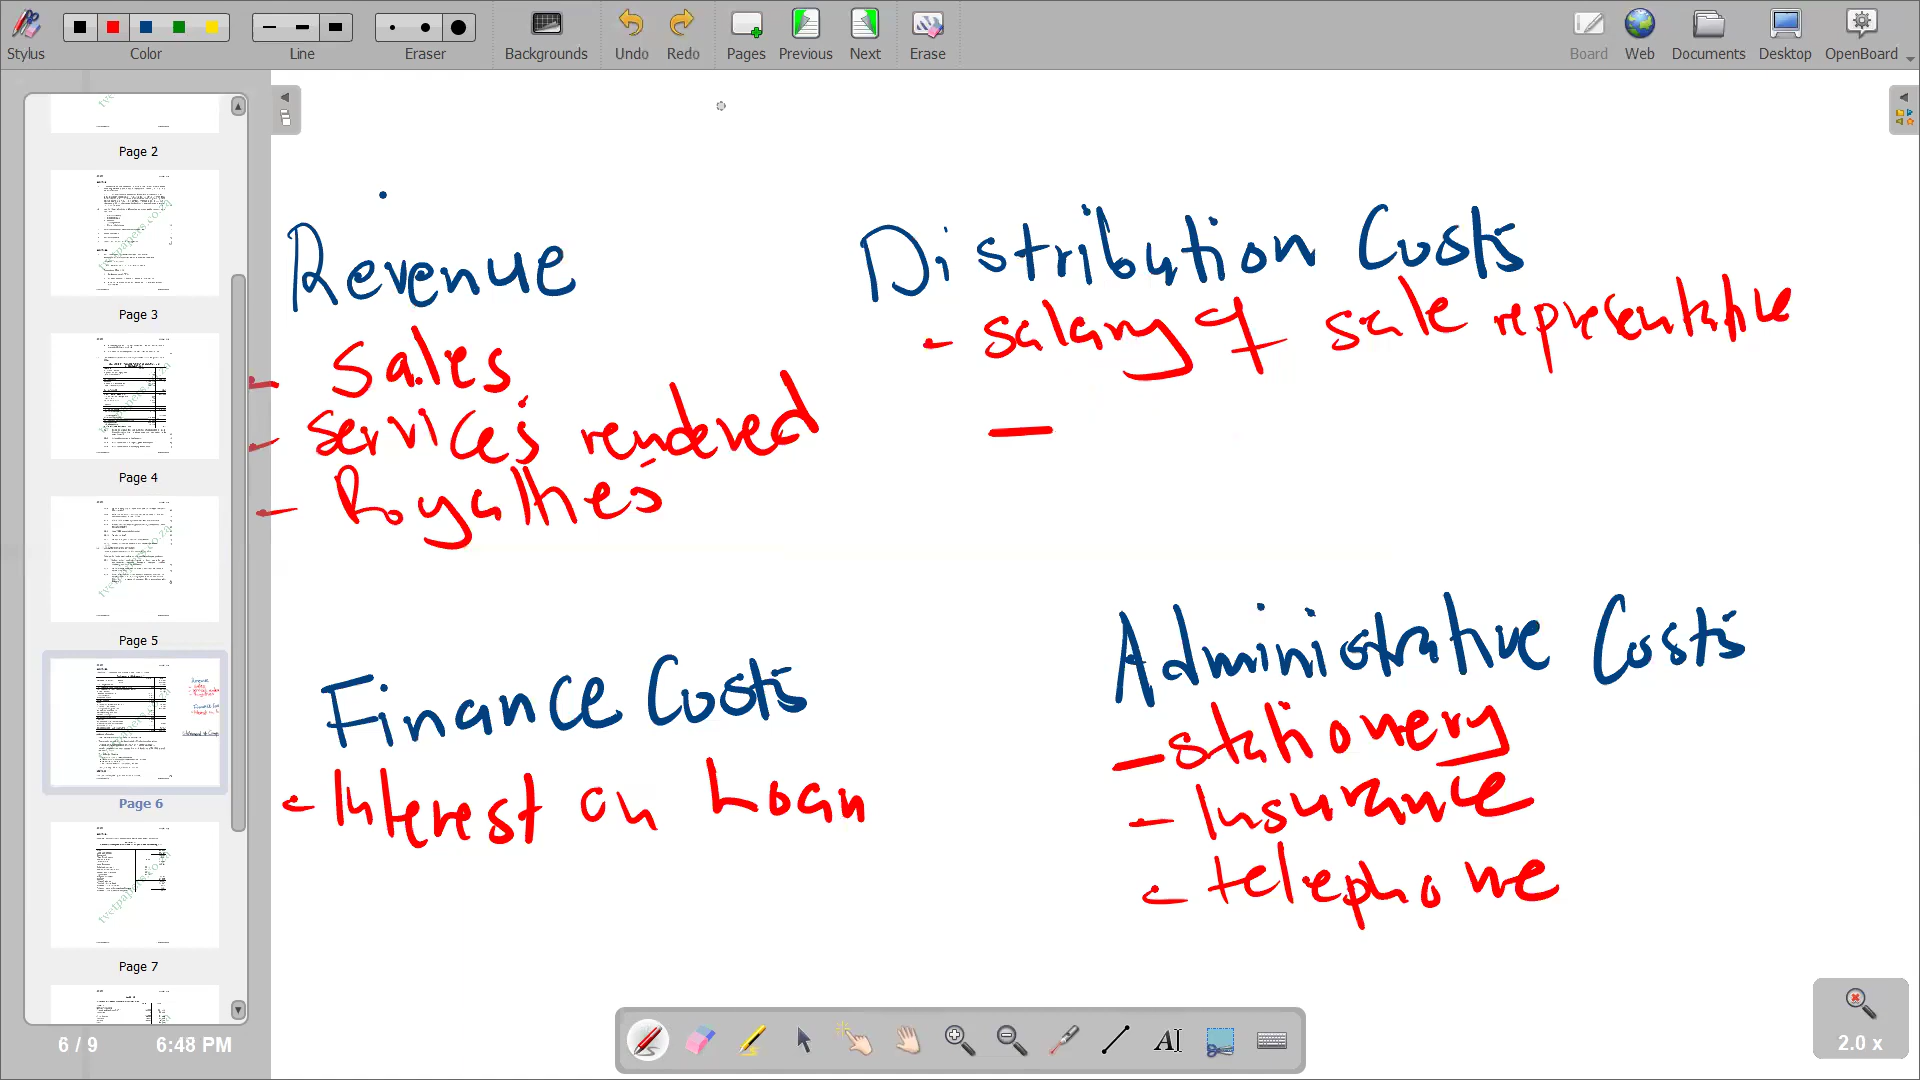 Stylus
Color
Line
Eraser
Backgrounds
Undo
Redo
Pages
Previous
Next
Erase
Board
Web
Documents
Desktop
OpenBoard
Page 2
Page 3
Page 4
Page 5
Page 6
Page 7
6 / 9
6:48 PM
Revenue
- Sales
- Services rendered
- Royalties
Distribution Costs
- salary of sale representative
-
Finance Costs
- Interest on Loan
Administrative Costs
- stationery
- Insurance
- telephone
2.0 x